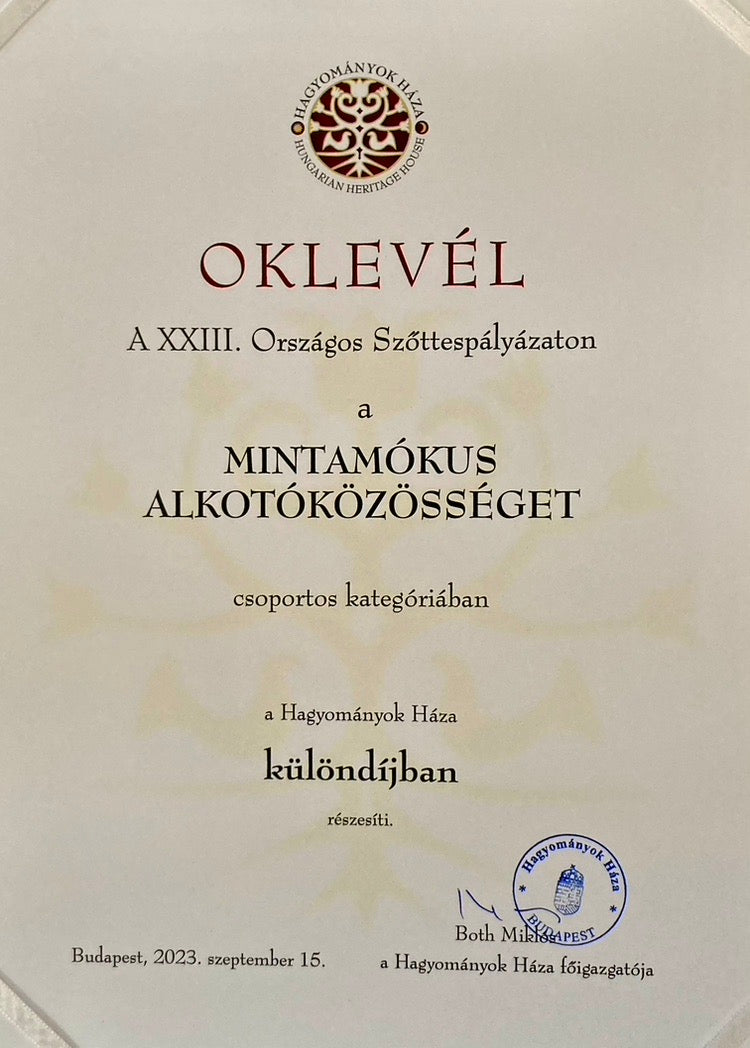 HAGYOMÁNYOK HÁZA
HUNGARIAN HERITAGE HOUSE
OKLEVÉL
A XXIII. Országos Szőttespályázaton
a
MINTAMÓKUS
ALKOTÓKÖZÖSSÉGET
csoportos kategóriában
a Hagyományok Háza
különdíjban
részesíti.
Hagyományok Háza
BUDAPEST
Both Miklós
Budapest, 2023. szeptember 15.
a Hagyományok Háza főigazgatója